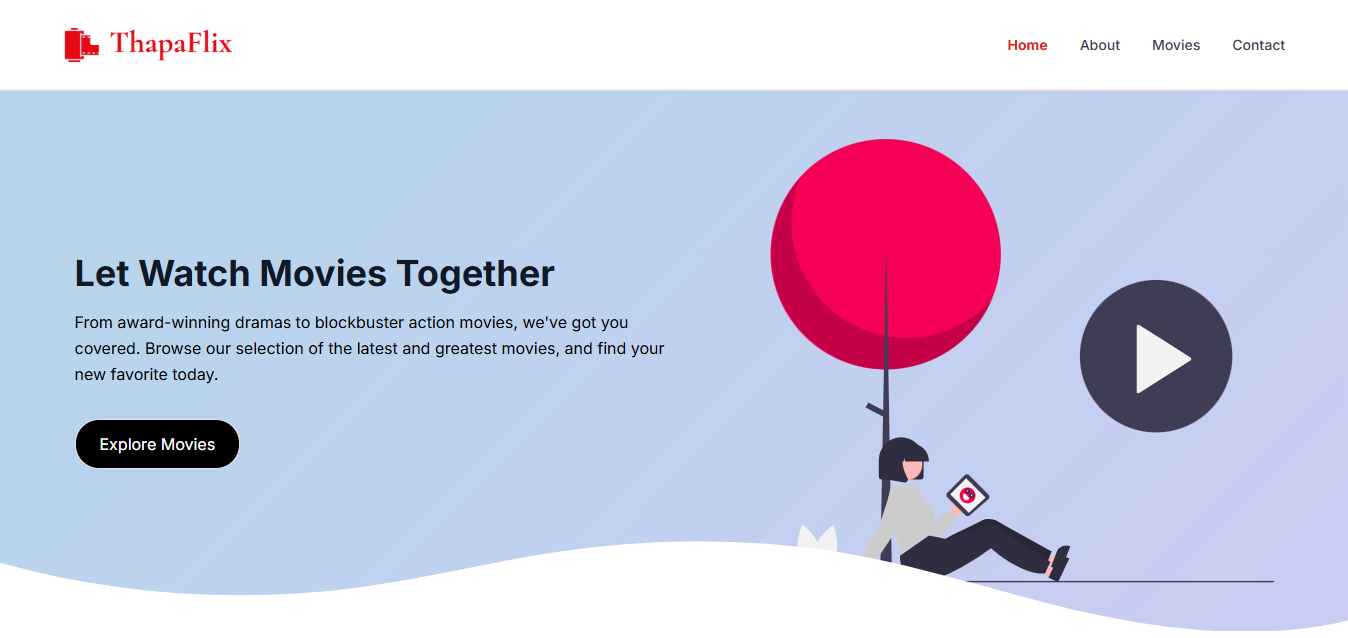 ThapaFlix
Home About Movies Contact
Let Watch Movies Together
From award-winning dramas to blockbuster action movies, we've got you
covered. Browse our selection of the latest and greatest movies, and find your
new favorite today.
Explore Movies